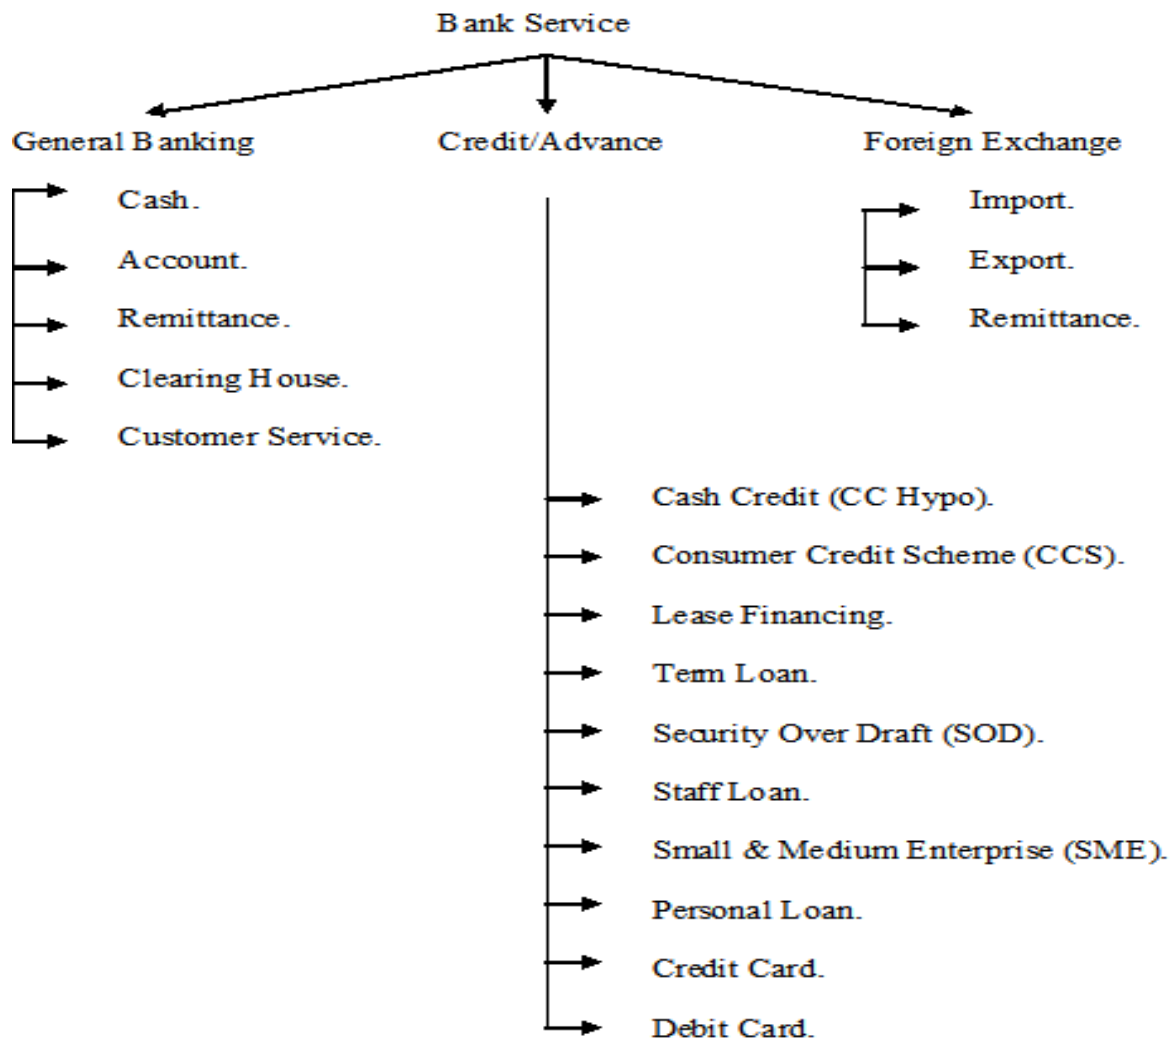 Bank Service
General Banking
Credit/Advance
Foreign Exchange
Cash.
Account.
Remittance.
Clearing House.
Customer Service.
Import.
Export.
Remittance.
Cash Credit (CC Hypo).
Consumer Credit Scheme (CCS).
Lease Financing.
Term Loan.
Security Over Draft (SOD).
Staff Loan.
Small & Medium Enterprise (SME).
Personal Loan.
Credit Card.
Debit Card.